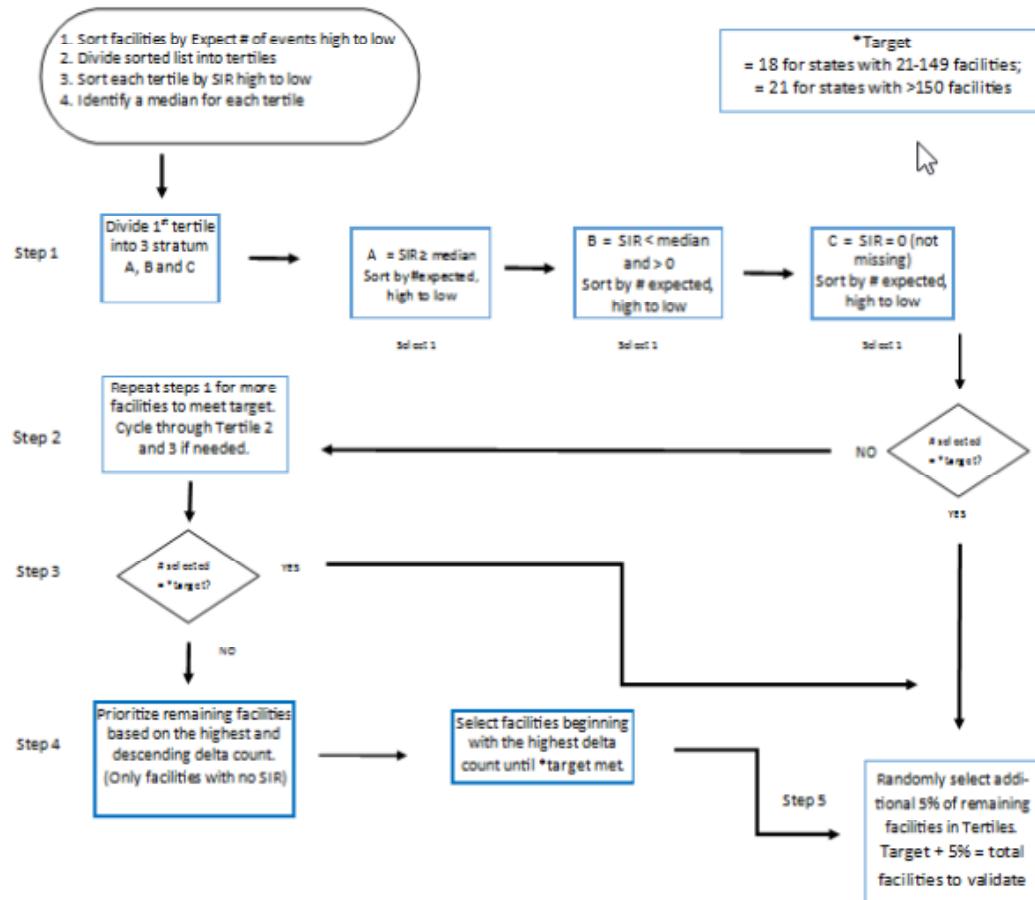 1. Sort facilities by Expect # of events high to low
2. Divide sorted list into tertiles
3. Sort each tertile by SIR high to low
4. Identify a median for each tertile
*Target
= 18 for states with 21-149 facilities;
= 21 for states with >150 facilities
Step 1
Divide 1st tertile
into 3 stratum
A, B and C
A = SIR ≥ median
Sort by #expected,
high to low
Select 1
B = SIR < median
and > 0
Sort by # expected,
high to low
Select 1
C = SIR = 0 (not
missing)
Sort by # expected,
high to low
Select 1
Step 2
Repeat steps 1 for more
facilities to meet target.
Cycle through Tertile 2
and 3 if needed.
NO
# selected
= *target?
YES
Step 3
# selected
= *target?
YES
NO
Step 4
Prioritize remaining facilities
based on the highest and
descending delta count.
(Only facilities with no SIR)
Select facilities beginning
with the highest delta
count until *target met.
Step 5
Randomly select addi-
tional 5% of remaining
facilities in Tertiles.
Target + 5% = total
facilities to validate